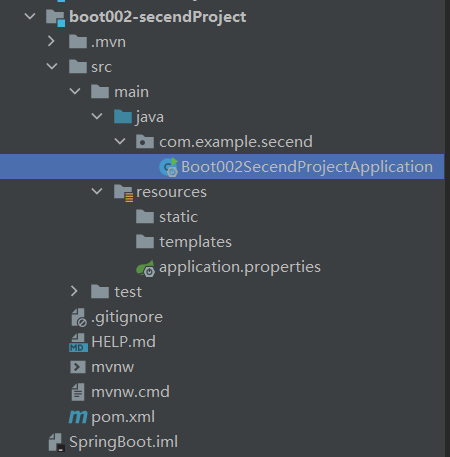 boot002-secendProject
.mvn
src
main
java
com.example.secend
Boot002SecendProjectApplication
resources
static
templates
application.properties
test
.gitignore
MD HELP.md
mvnw
mvnw.cmd
m pom.xml
SpringBoot.iml